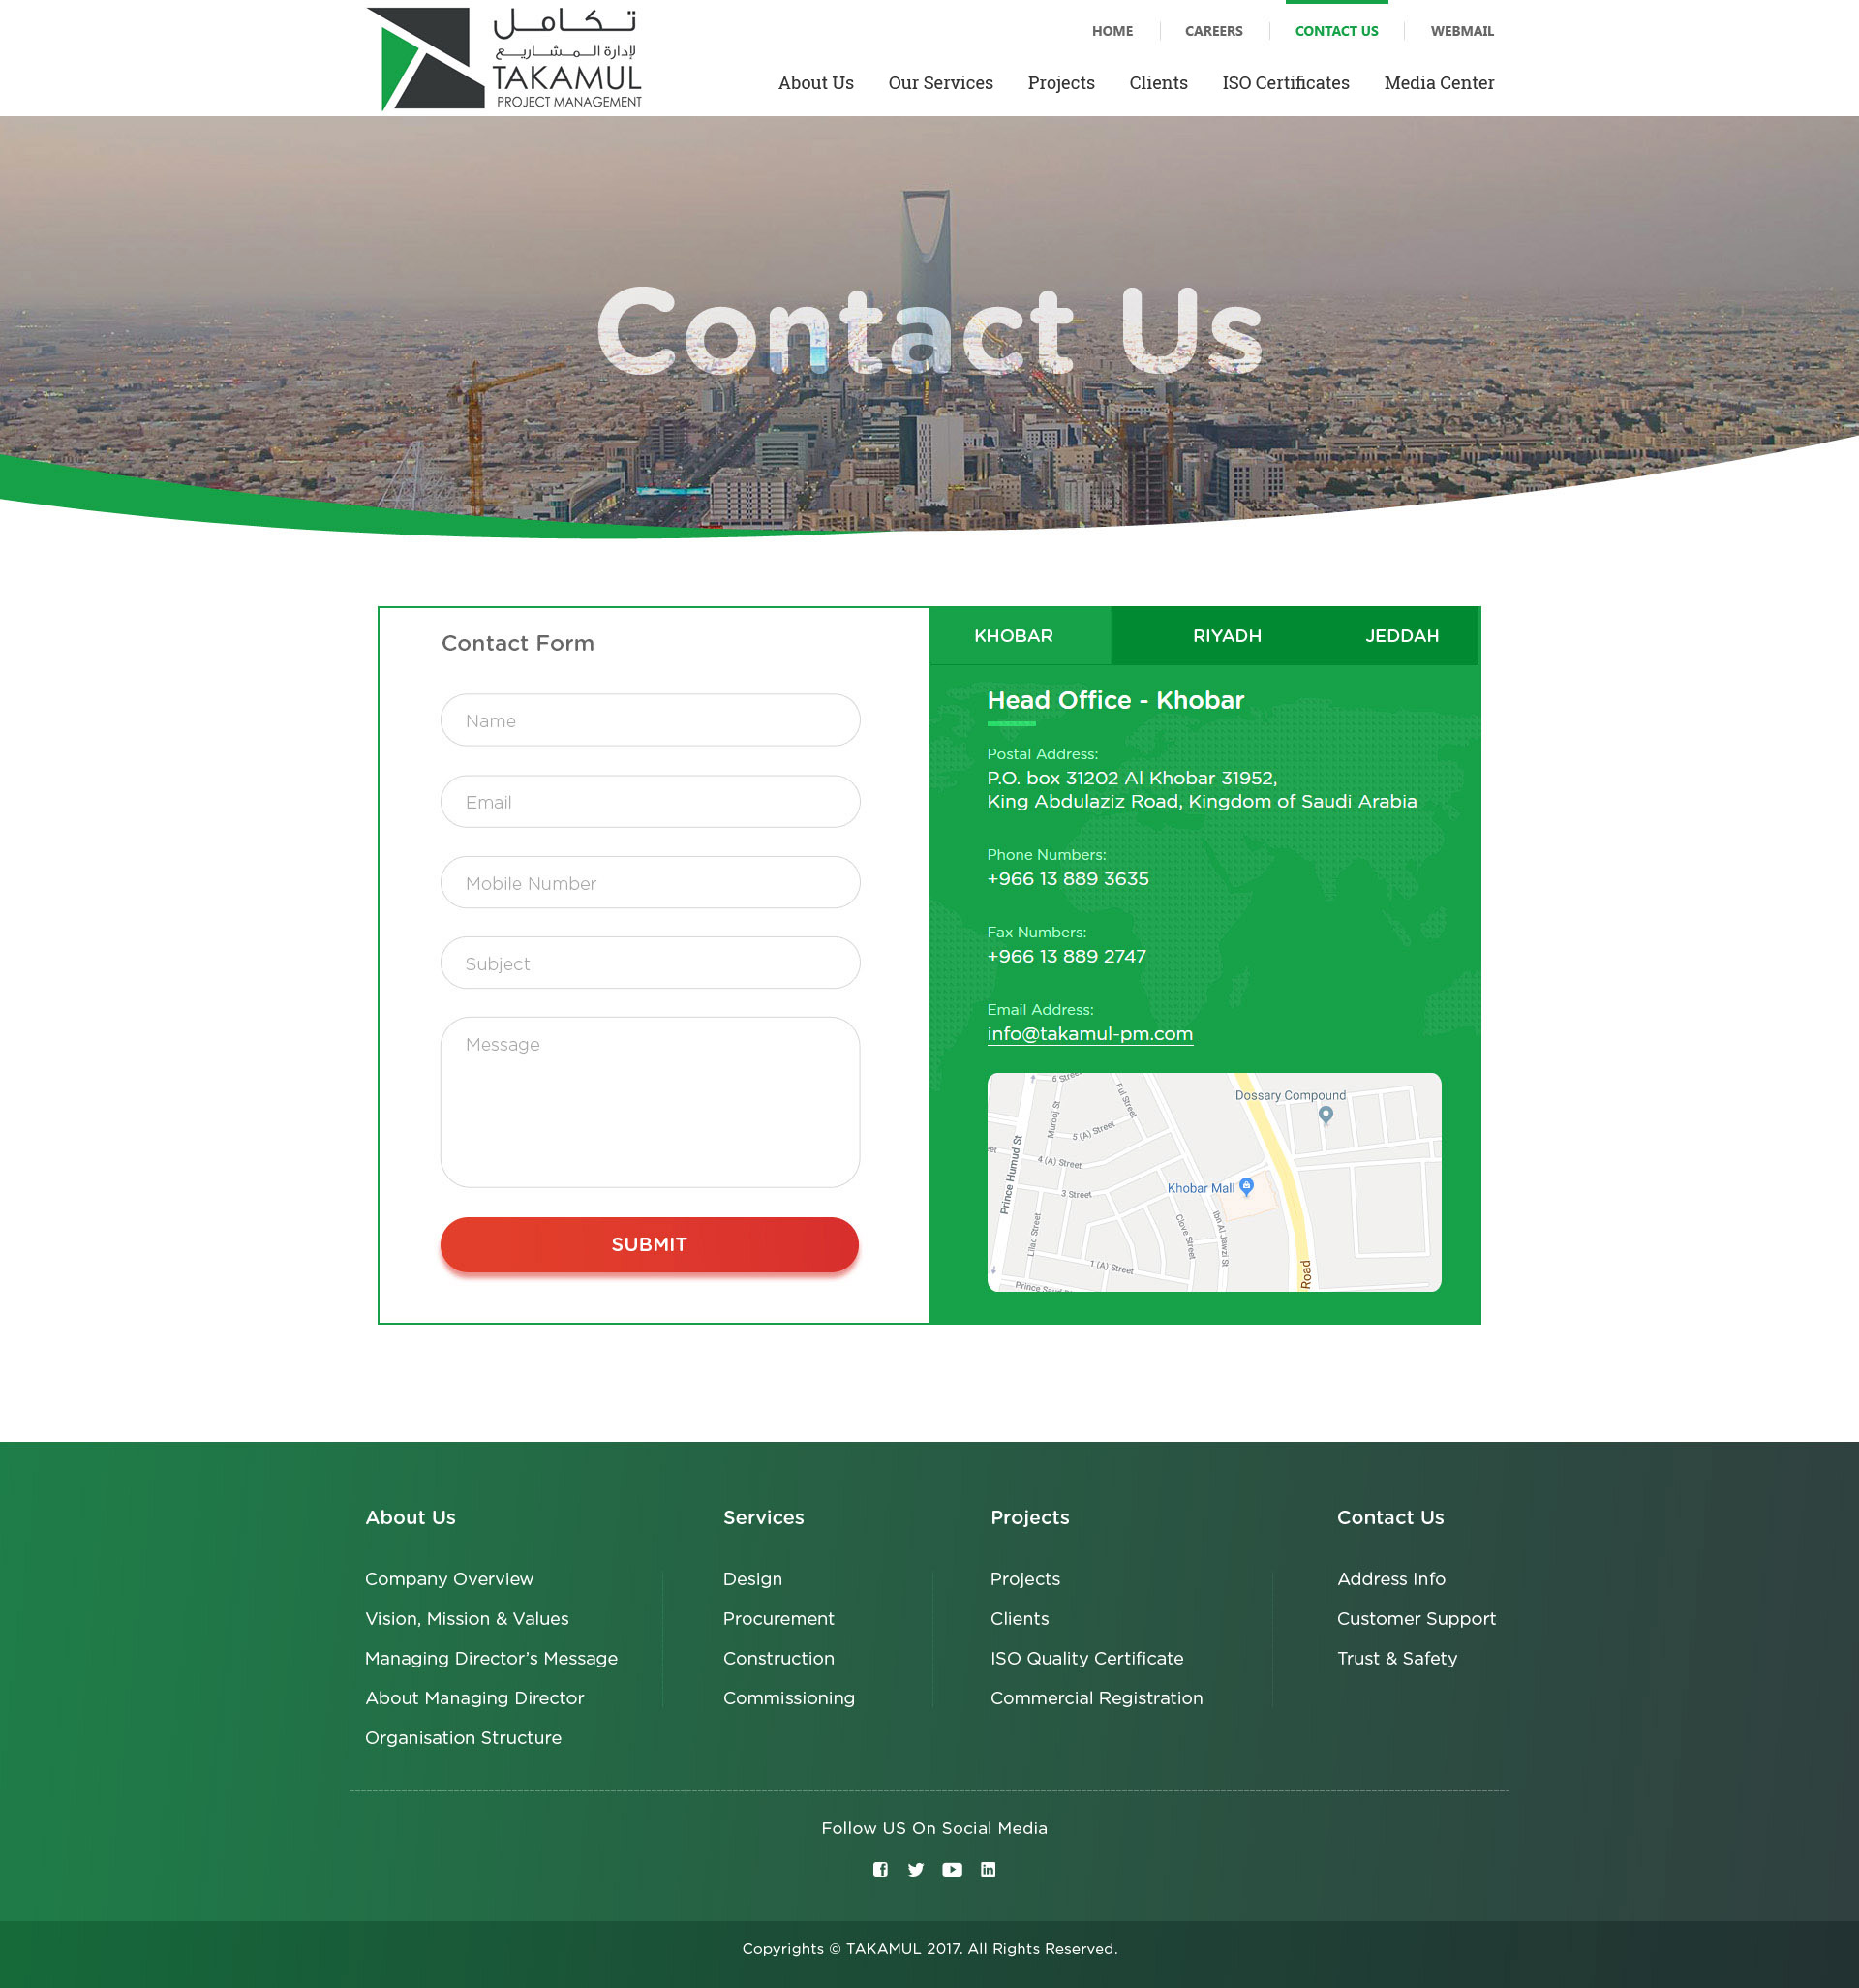 تكامل
لإدارة المشاريع
TAKAMUL
PROJECT MANAGEMENT
HOME
CAREERS
CONTACT US
WEBMAIL
About Us
Our Services
Projects
Clients
ISO Certificates
Media Center
Contact Us
Contact Form
Name
Email
Mobile Number
Subject
Message
SUBMIT
KHOBAR
RIYADH
JEDDAH
Head Office - Khobar
Postal Address:
P.O. box 31202 Al Khobar 31952,
King Abdulaziz Road, Kingdom of Saudi Arabia
Phone Numbers:
+966 13 889 3635
Fax Numbers:
+966 13 889 2747
Email Address:
info@takamul-pm.com
6 Street
Ful Street
Dossary Compound
Murooj St
5 (A) Street
Prince Humud St
4 (A) Street
3 Street
Khobar Mall
Lilac Street
Clove Street
Ibn Al Jawzi St
1 (A) Street
Road
About Us
Company Overview
Vision, Mission & Values
Managing Director’s Message
About Managing Director
Organisation Structure
Services
Design
Procurement
Construction
Commissioning
Projects
Projects
Clients
ISO Quality Certificate
Commercial Registration
Contact Us
Address Info
Customer Support
Trust & Safety
Follow US On Social Media
Copyrights © TAKAMUL 2017. All Rights Reserved.